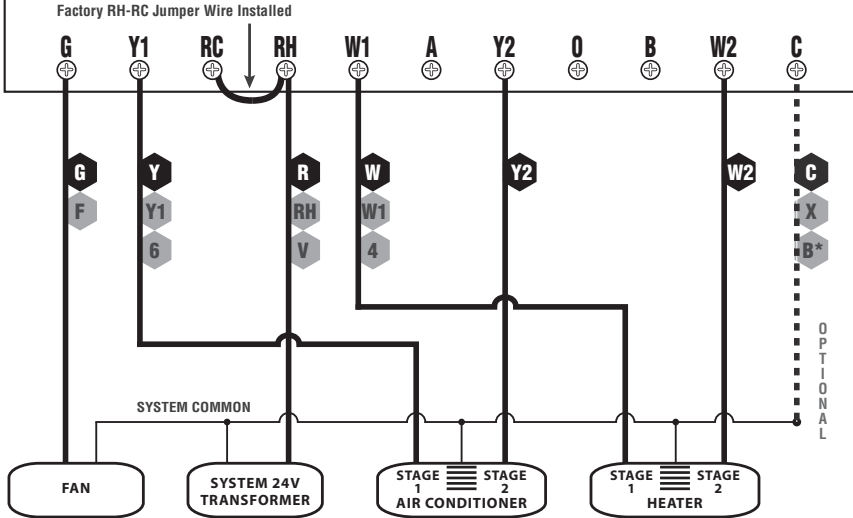 Factory RH-RC Jumper Wire Installed
G Y1 RC RH W1 A Y2 O B W2 C
G Y R W Y2 W2 C
F Y1 RH W1 X
6 V 4 B*
OPTIONAL
SYSTEM COMMON
FAN
SYSTEM 24V
TRANSFORMER
STAGE 1 STAGE 2
AIR CONDITIONER
STAGE 1 STAGE 2
HEATER